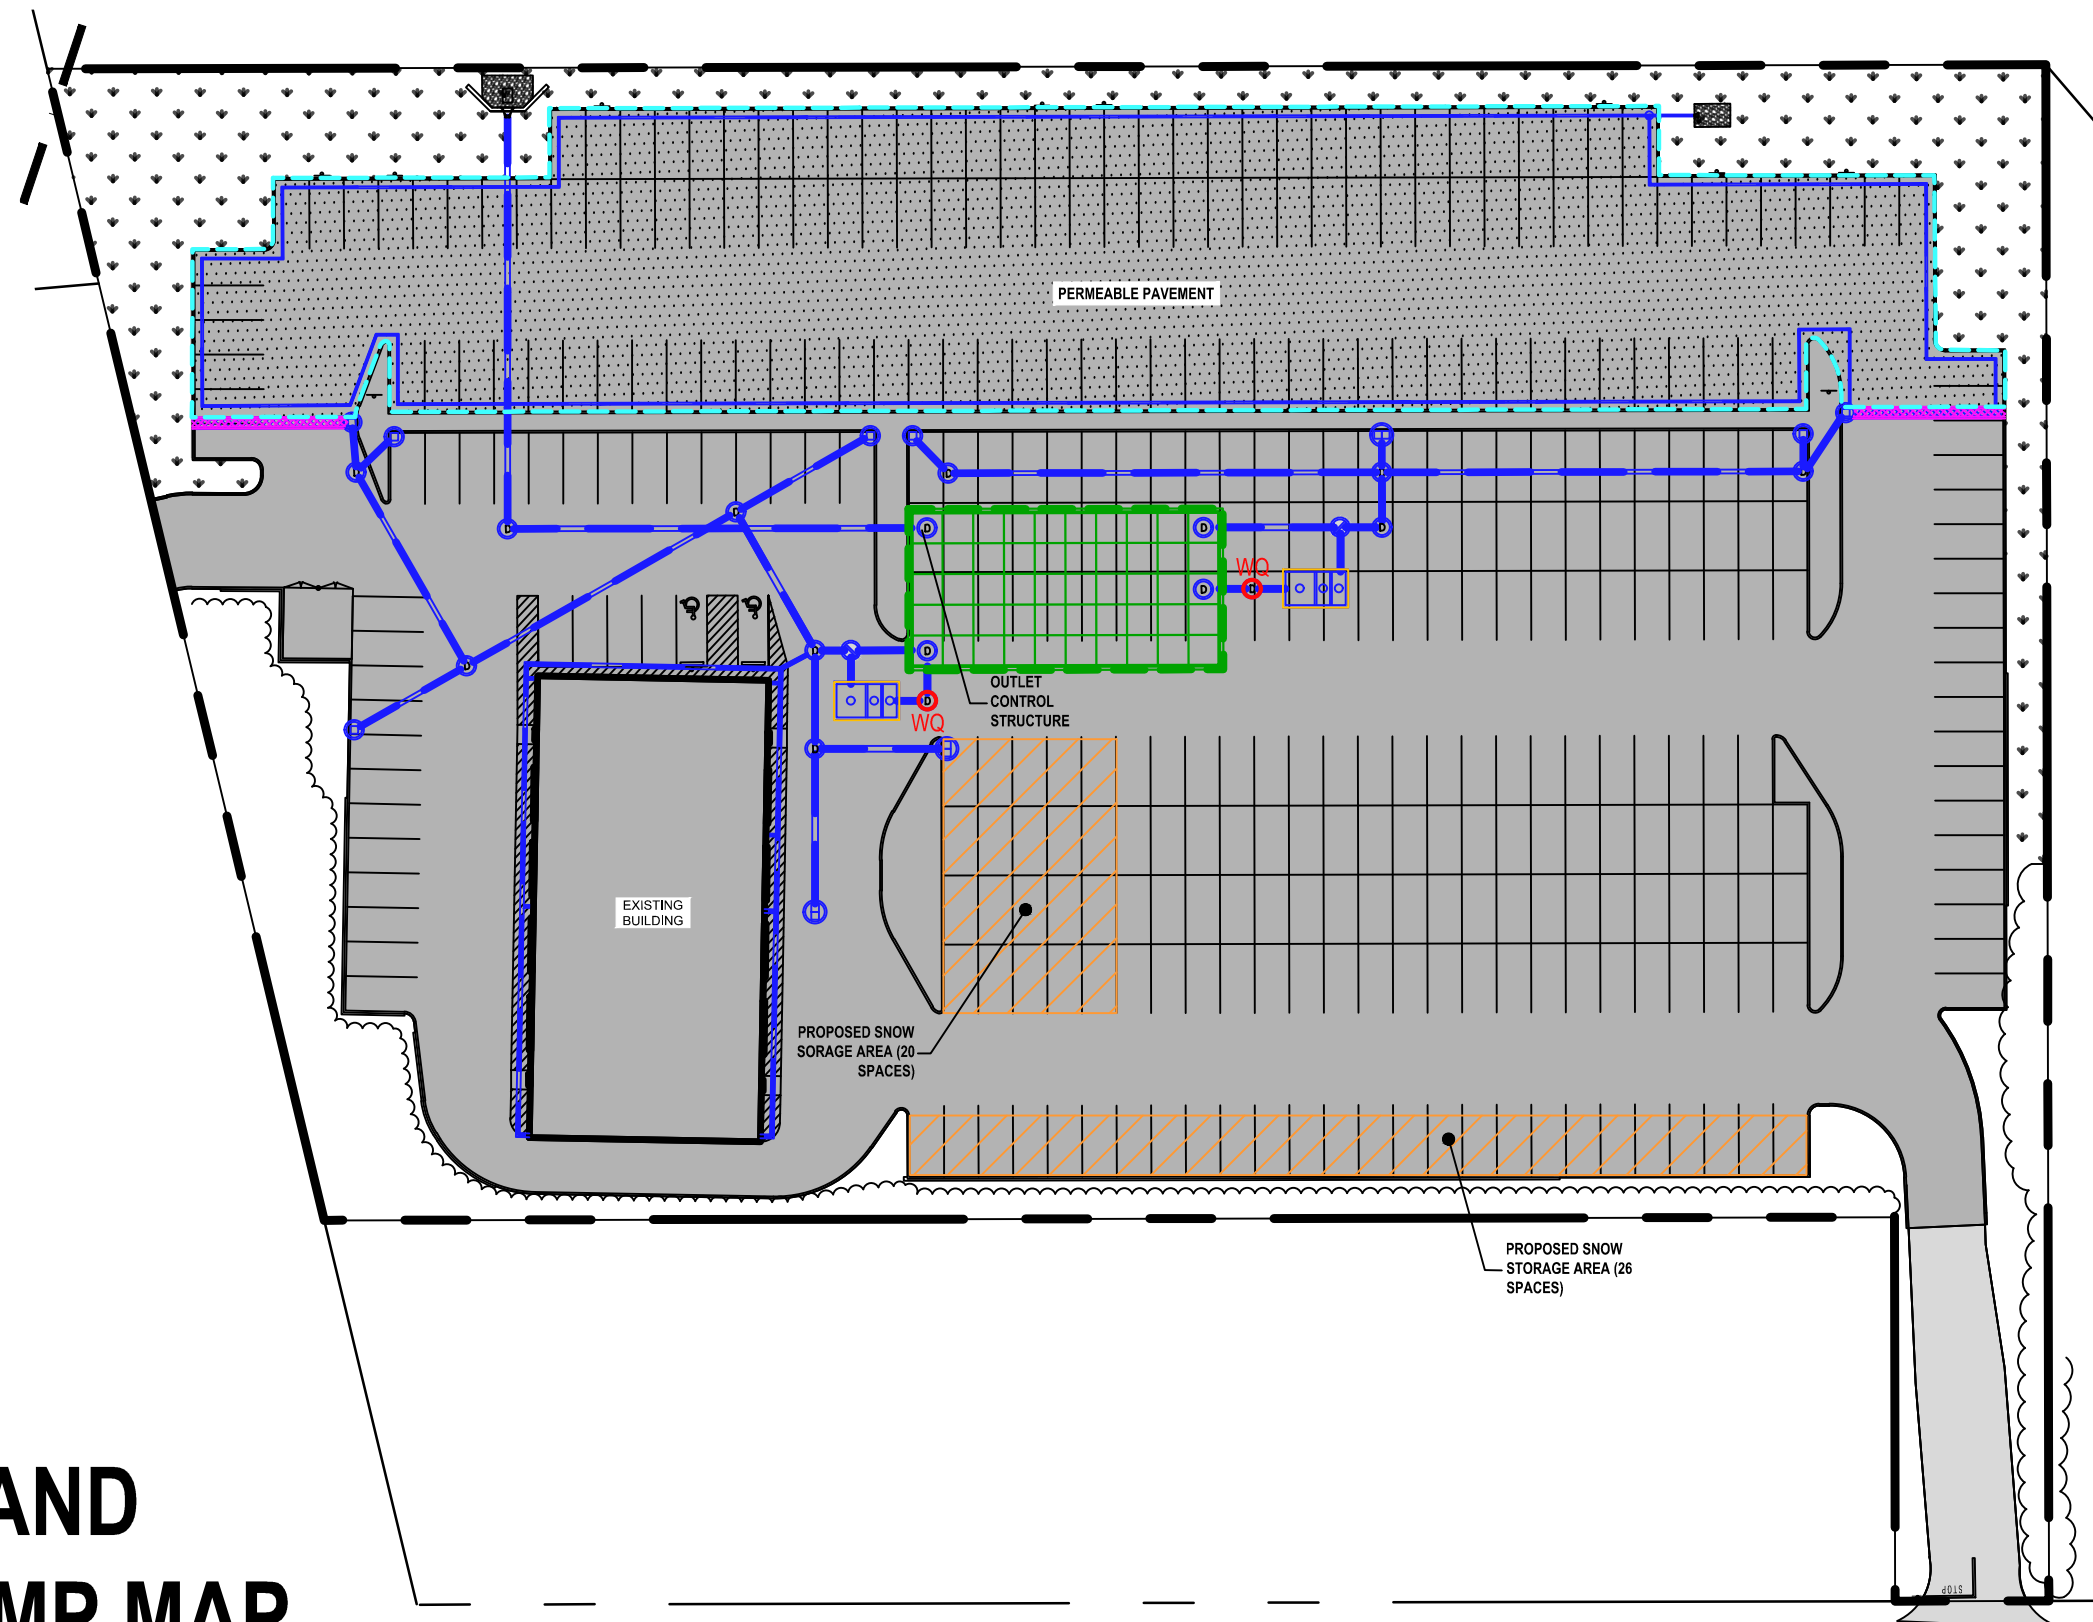 PERMEABLE PAVEMENT
D
D
D
D
D
D
D
D
D
D
WQ
D
D
D
D
D
D
OUTLET
CONTROL
STRUCTURE
D
WQ
D
EXISTING
BUILDING
PROPOSED SNOW
SORAGE AREA (20
SPACES)
PROPOSED SNOW
STORAGE AREA (26
SPACES)
AND
MP MAP
STOP